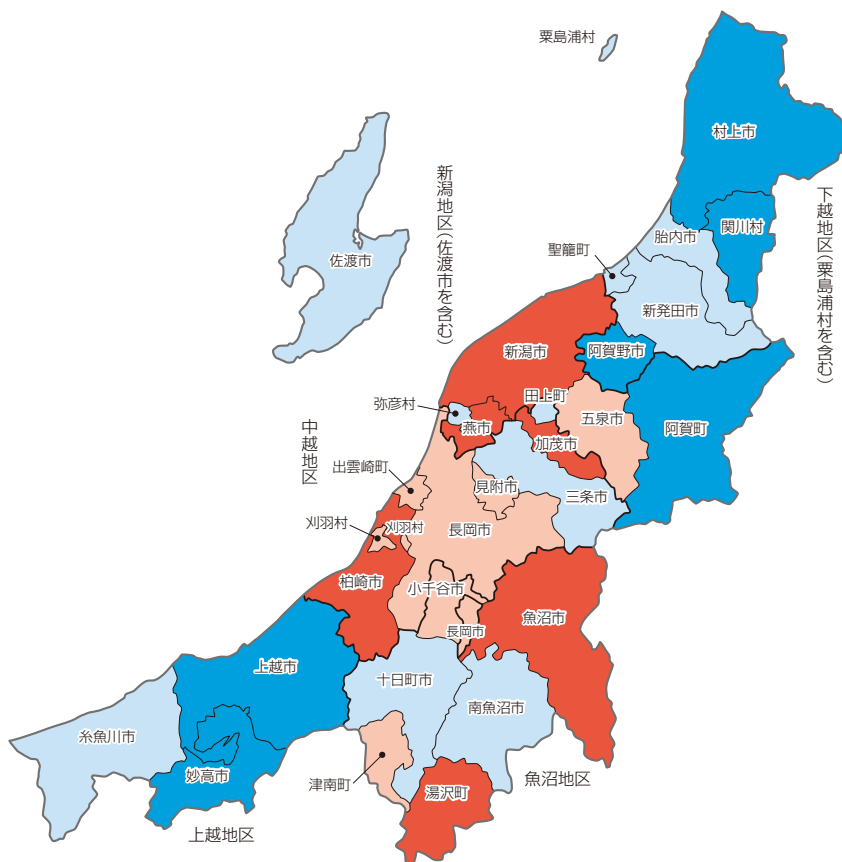 粟島浦村
村上市
関川村
胎内市
聖籠町
下越地区(粟島浦村を含む)
新潟地区(佐渡市を含む)
佐渡市
新発田市
新潟市
阿賀野市
田上町
弥彦村
五泉市
燕市
加茂市
阿賀町
中越地区
出雲崎町
見附市
三条市
刈羽村
刈羽村
長岡市
柏崎市
小千谷市
魚沼市
長岡市
上越市
十日町市
南魚沼市
糸魚川市
妙高市
津南町
魚沼地区
湯沢町
上越地区